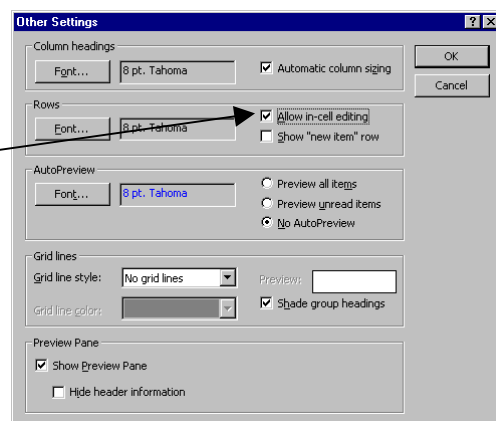 Other Settings
Column headings
Font... 8 pt. Tahoma Automatic column sizing OK
Cancel
Rows
Font... 8 pt. Tahoma Allow in-cell editing
Show "new item" row
AutoPreview
Font... 8 pt. Tahoma Preview all items
Preview unread items
No AutoPreview
Grid lines
Grid line style: No grid lines Preview:
Grid line color: Shade group headings
Preview Pane
Show Preview Pane
Hide header information